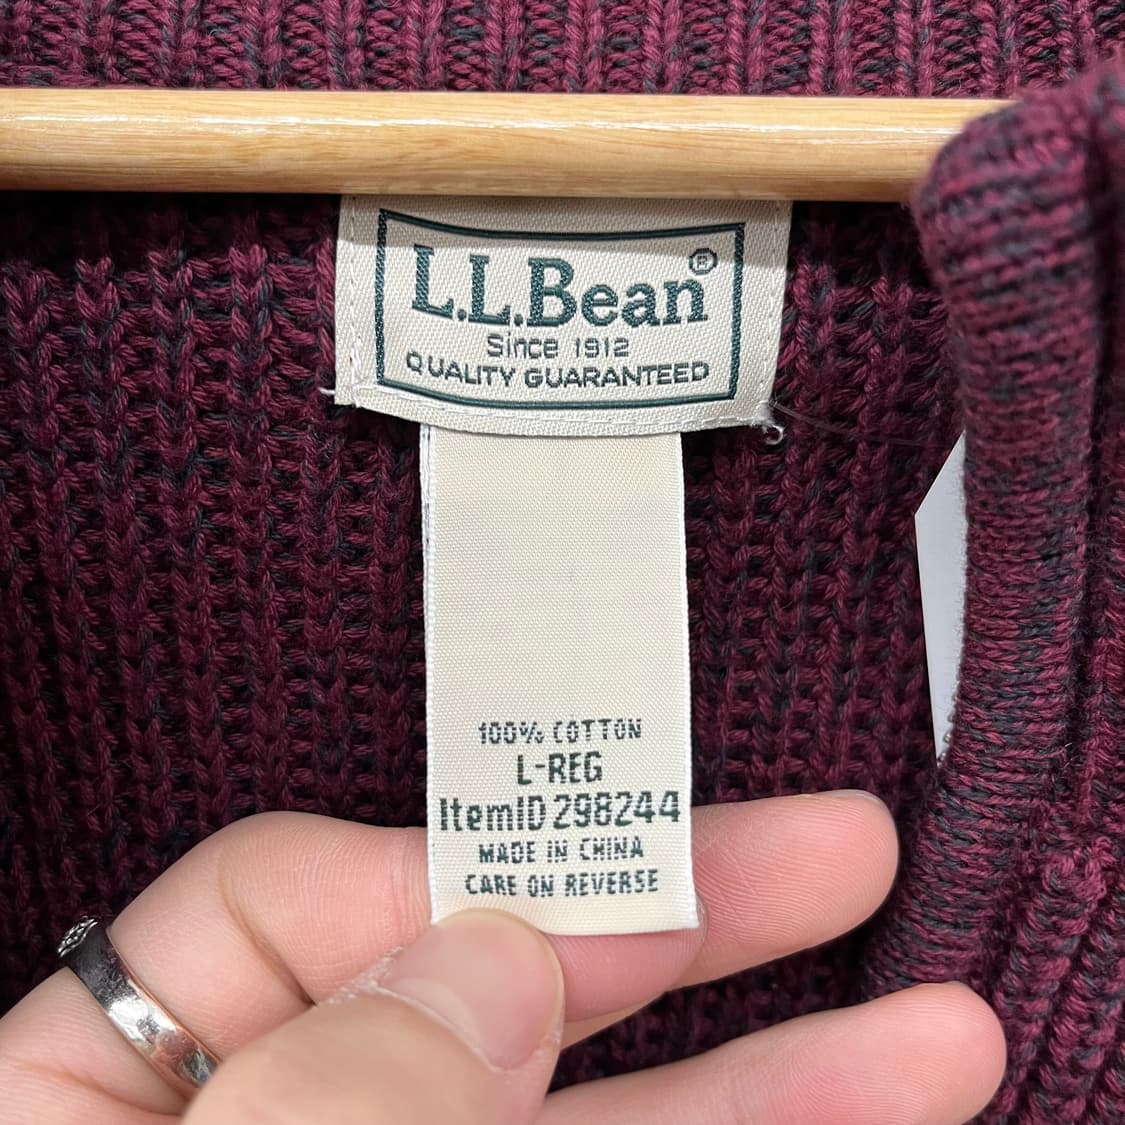 L.L.Bean®
Since 1912
QUALITY GUARANTEED
100% COTTON
L-REG
ItemID 298244
MADE IN CHINA
CARE ON REVERSE